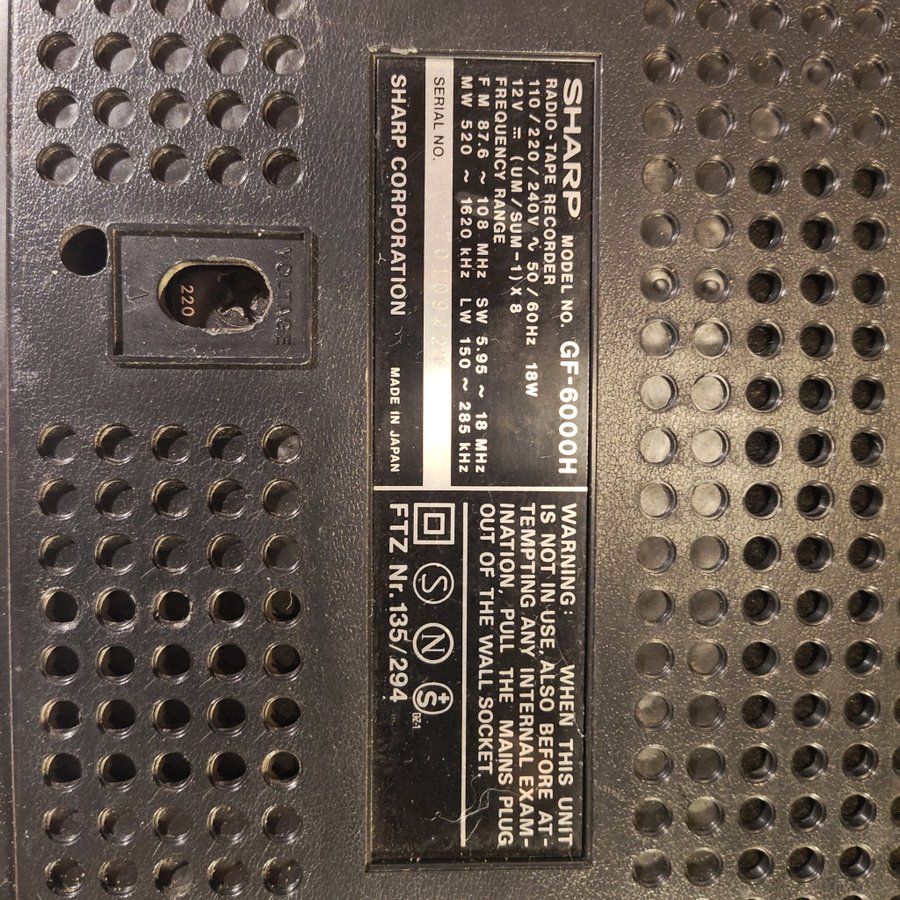 SHARP MODEL NO. GF-6000H
RADIO-TAPE RECORDER
110/220/240V ∿ 50/60Hz 18W
12V ⎓ (UM/SUM-1) X 8
FREQUENCY RANGE
FM 87.6 ~ 108 MHz SW 5.95 ~ 18 MHz
MW 520 ~ 1620 kHz LW 150 ~ 285 kHz
SERIAL NO.
SHARP CORPORATION MADE IN JAPAN
WARNING: WHEN THIS UNIT
IS NOT IN USE, ALSO BEFORE AT-
TEMPTING ANY INTERNAL EXAM-
INATION, PULL THE MAINS PLUG
OUT OF THE WALL SOCKET.
S N +S
FTZ Nr. 135/294
VOLTAGE
220